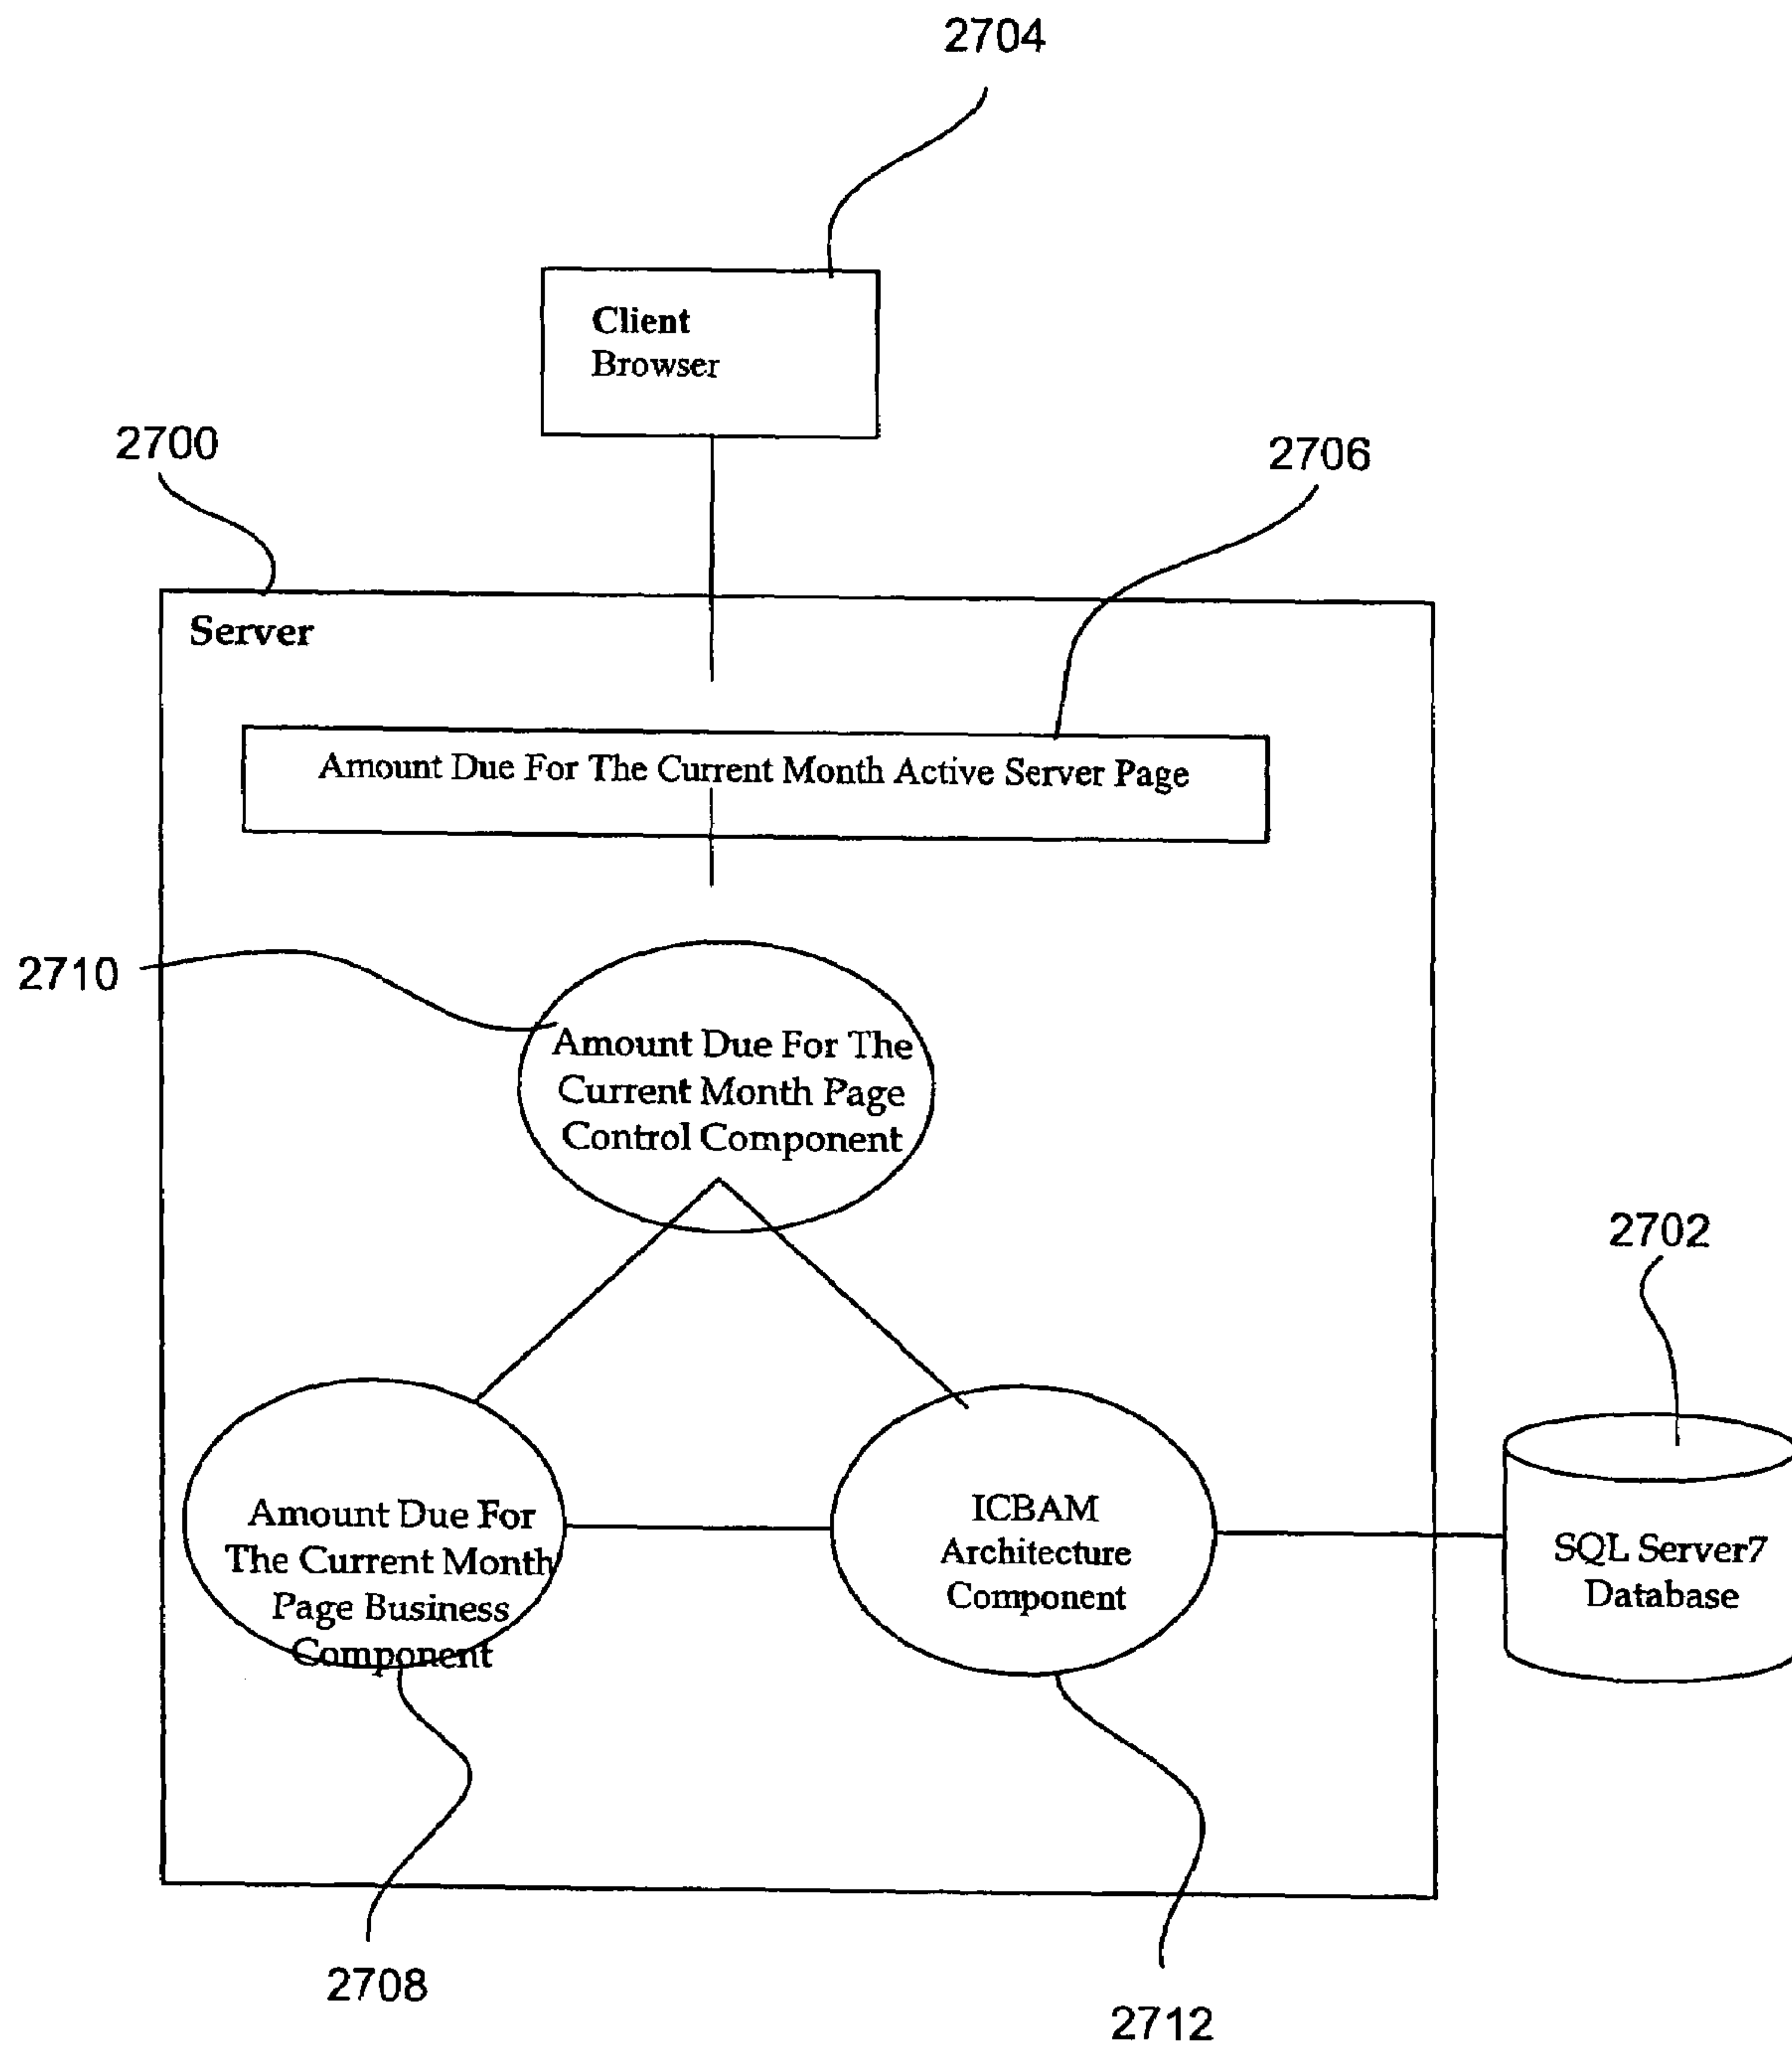 2704
Client
Browser
2700
2706
Server
Amount Due For The Current Month Active Server Page
2710
Amount Due For The
Current Month Page
Control Component
2702
Amount Due For
The Current Month
Page Business
Component
ICBAM
Architecture
Component
SQL Server7
Database
2708
2712